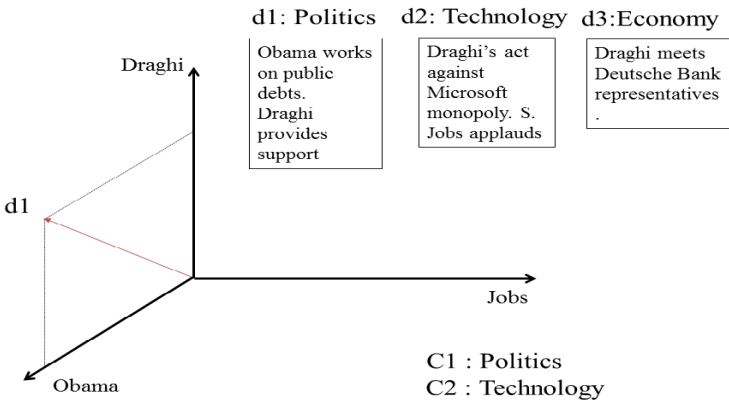 d1: Politics
d2: Technology
d3:Economy
Obama works
on public
debts.
Draghi
provides
support
Draghi's act
against
Microsoft
monopoly. S.
Jobs applauds
Draghi meets
Deutsche Bank
representatives
.
Draghi
d1
Jobs
Obama
C1 : Politics
C2 : Technology